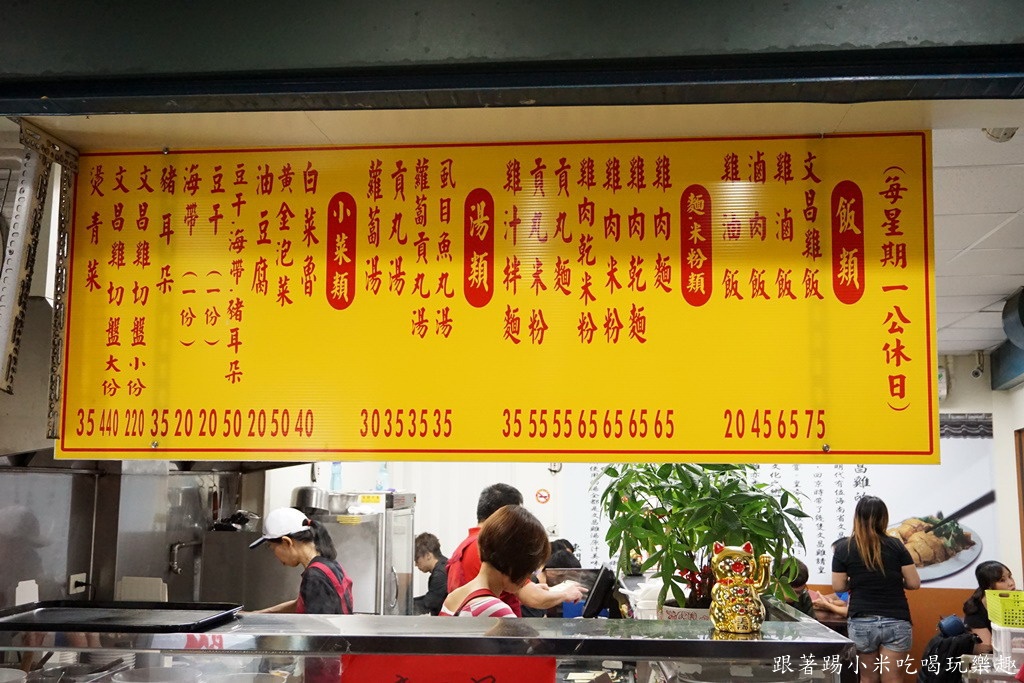 （每星期一公休日）
飯類
文昌雞飯 75
雞滷飯 65
滷肉飯 45
雞 飯 20
麵米粉類
雞肉麵 65
雞肉乾麵 65
雞肉米粉 65
雞肉乾米粉 65
貢丸麵 55
貢丸米粉 55
雞汁拌麵 35
湯類
虱目魚丸湯 35
蘿蔔貢丸湯 35
貢丸湯 35
蘿蔔湯 30
小菜類
白菜魯 40
黃金泡菜 50
油豆腐 20
豆干.海帶.豬耳朵 50
豆干（一份） 20
海帶（一份） 20
豬耳朵 35
文昌雞切盤小份 220
文昌雞切盤大份 440
燙青菜 35
跟著踢小米吃喝玩樂趣